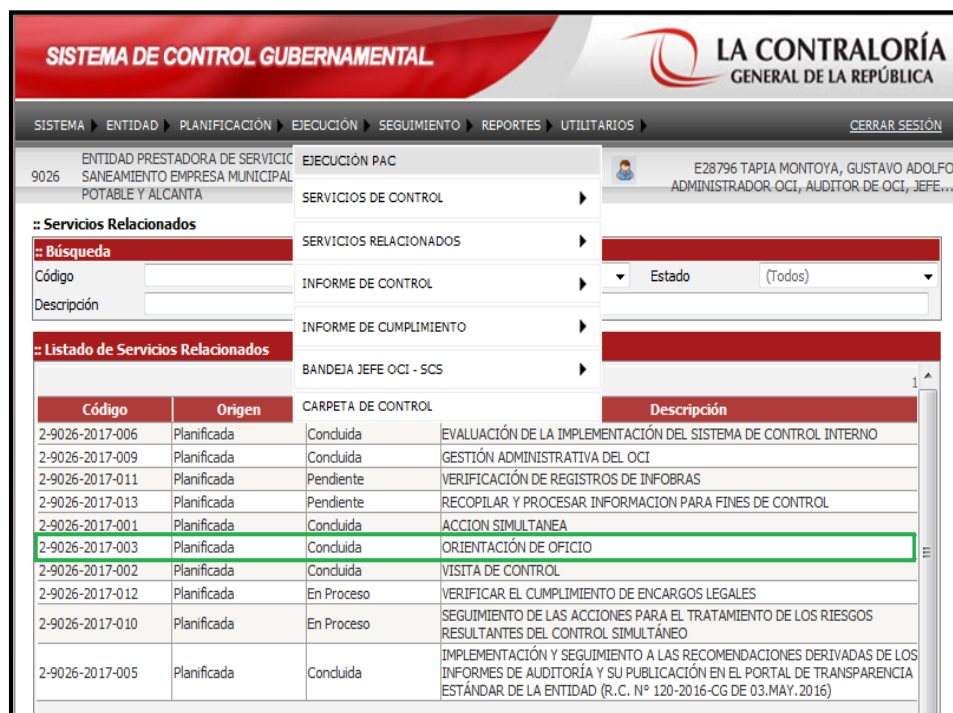 SISTEMA DE CONTROL GUBERNAMENTAL
LA CONTRALORÍA
GENERAL DE LA REPÚBLICA
SISTEMA ENTIDAD PLANIFICACIÓN EJECUCIÓN SEGUIMIENTO REPORTES UTILITARIOS CERRAR SESIÓN
9026
ENTIDAD PRESTADORA DE SERVICIO
SANEAMIENTO EMPRESA MUNICIPAL
POTABLE Y ALCANTA
E28796 TAPIA MONTOYA, GUSTAVO ADOLFO
ADMINISTRADOR OCI, AUDITOR DE OCI, JEFE...
EJECUCIÓN PAC
SERVICIOS DE CONTROL
SERVICIOS RELACIONADOS
INFORME DE CONTROL
INFORME DE CUMPLIMIENTO
BANDEJA JEFE OCI - SCS
CARPETA DE CONTROL
:: Servicios Relacionados
:: Búsqueda
Código Estado (Todos)
Descripción
:: Listado de Servicios Relacionados
1
Código Origen Descripción
2-9026-2017-006 Planificada Concluida EVALUACIÓN DE LA IMPLEMENTACIÓN DEL SISTEMA DE CONTROL INTERNO
2-9026-2017-009 Planificada Concluida GESTIÓN ADMINISTRATIVA DEL OCI
2-9026-2017-011 Planificada Pendiente VERIFICACIÓN DE REGISTROS DE INFOBRAS
2-9026-2017-013 Planificada Pendiente RECOPILAR Y PROCESAR INFORMACION PARA FINES DE CONTROL
2-9026-2017-001 Planificada Concluida ACCION SIMULTANEA
2-9026-2017-003 Planificada Concluida ORIENTACIÓN DE OFICIO
2-9026-2017-002 Planificada Concluida VISITA DE CONTROL
2-9026-2017-012 Planificada En Proceso VERIFICAR EL CUMPLIMIENTO DE ENCARGOS LEGALES
2-9026-2017-010 Planificada En Proceso SEGUIMIENTO DE LAS ACCIONES PARA EL TRATAMIENTO DE LOS RIESGOS
RESULTANTES DEL CONTROL SIMULTÁNEO
2-9026-2017-005 Planificada Concluida IMPLEMENTACIÓN Y SEGUIMIENTO A LAS RECOMENDACIONES DERIVADAS DE LOS
INFORMES DE AUDITORÍA Y SU PUBLICACIÓN EN EL PORTAL DE TRANSPARENCIA
ESTÁNDAR DE LA ENTIDAD (R.C. Nº 120-2016-CG DE 03.MAY.2016)